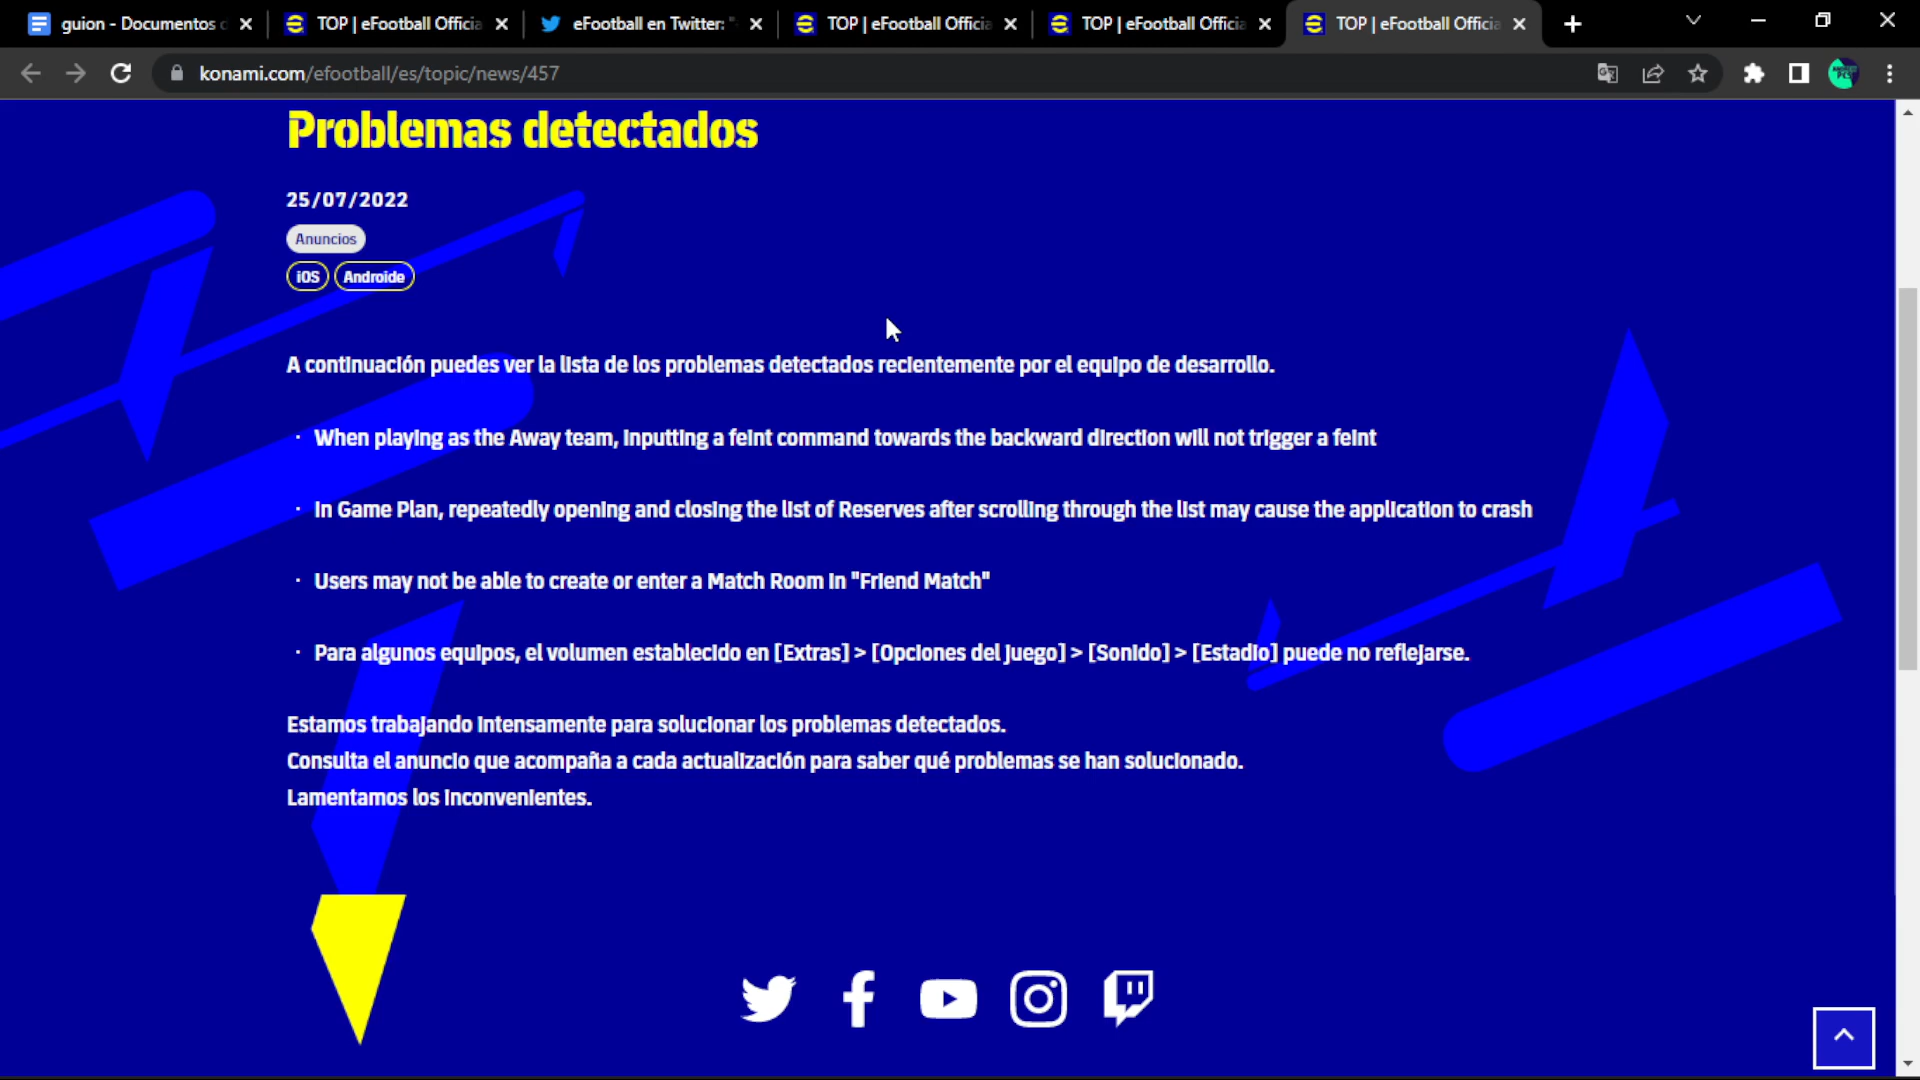 guion - Documentos d
TOP | eFootball Officia
eFootball en Twitter: "
TOP | eFootball Officia
TOP | eFootball Officia
TOP | eFootball Officia
konami.com/efootball/es/topic/news/457
Problemas detectados
25/07/2022
Anuncios
iOS
Androide
A continuación puedes ver la lista de los problemas detectados recientemente por el equipo de desarrollo.
· When playing as the Away team, inputting a feint command towards the backward direction will not trigger a feint
· In Game Plan, repeatedly opening and closing the list of Reserves after scrolling through the list may cause the application to crash
· Users may not be able to create or enter a Match Room in "Friend Match"
· Para algunos equipos, el volumen establecido en [Extras] > [Opciones del juego] > [Sonido] > [Estadio] puede no reflejarse.
Estamos trabajando intensamente para solucionar los problemas detectados.
Consulta el anuncio que acompaña a cada actualización para saber qué problemas se han solucionado.
Lamentamos los inconvenientes.